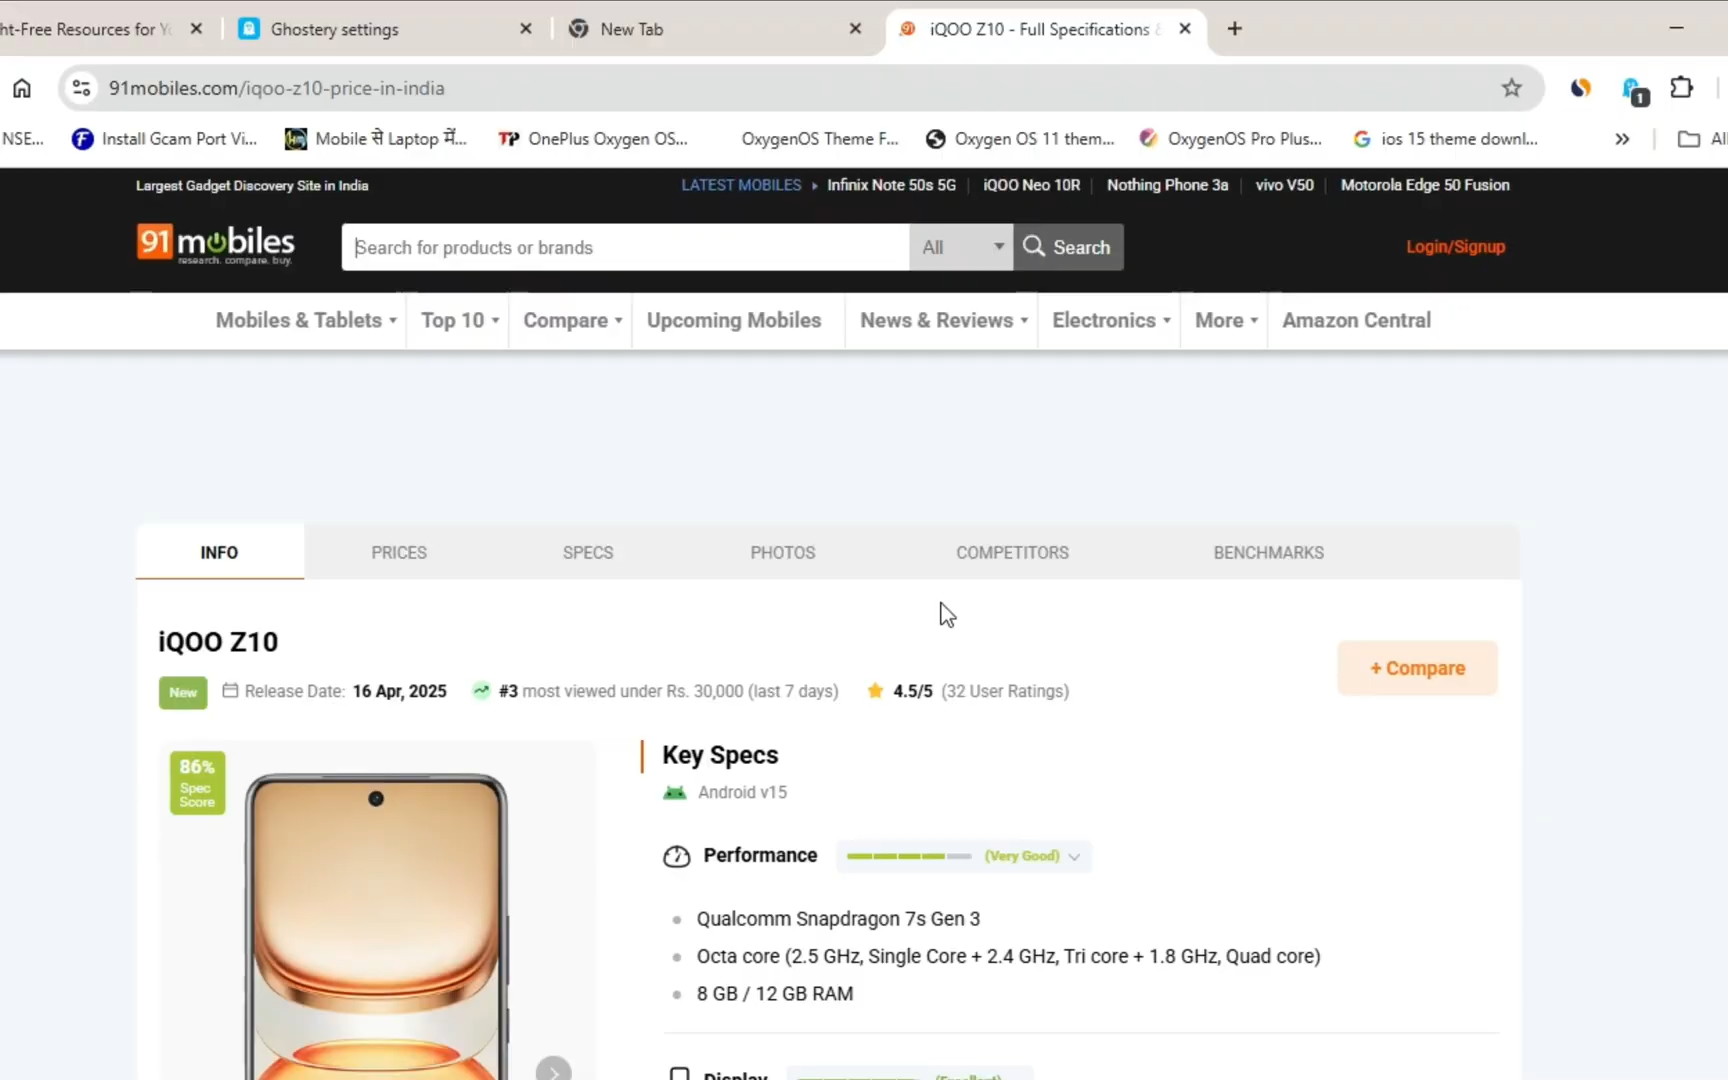 ht-Free Resources for Yo
Ghostery settings
New Tab
iQOO Z10 - Full Specifications &
91mobiles.com/iqoo-z10-price-in-india
1
NSE...
Install Gcam Port Vi...
Mobile से Laptop में...
OnePlus Oxygen OS...
OxygenOS Theme F...
Oxygen OS 11 them...
OxygenOS Pro Plus...
ios 15 theme downl...
All
Largest Gadget Discovery Site in India
LATEST MOBILES
Infinix Note 50s 5G
iQOO Neo 10R
Nothing Phone 3a
vivo V50
Motorola Edge 50 Fusion
91mobiles
research. compare. buy.
Search for products or brands
All
Search
Login/Signup
Mobiles & Tablets
Top 10
Compare
Upcoming Mobiles
News & Reviews
Electronics
More
Amazon Central
INFO
PRICES
SPECS
PHOTOS
COMPETITORS
BENCHMARKS
iQOO Z10
+ Compare
New
Release Date: 16 Apr, 2025
#3 most viewed under Rs. 30,000 (last 7 days)
4.5/5 (32 User Ratings)
86%
Spec
Score
Key Specs
Android v15
Performance
(Very Good)
Qualcomm Snapdragon 7s Gen 3
Octa core (2.5 GHz, Single Core + 2.4 GHz, Tri core + 1.8 GHz, Quad core)
8 GB / 12 GB RAM
Display
(Excellent)